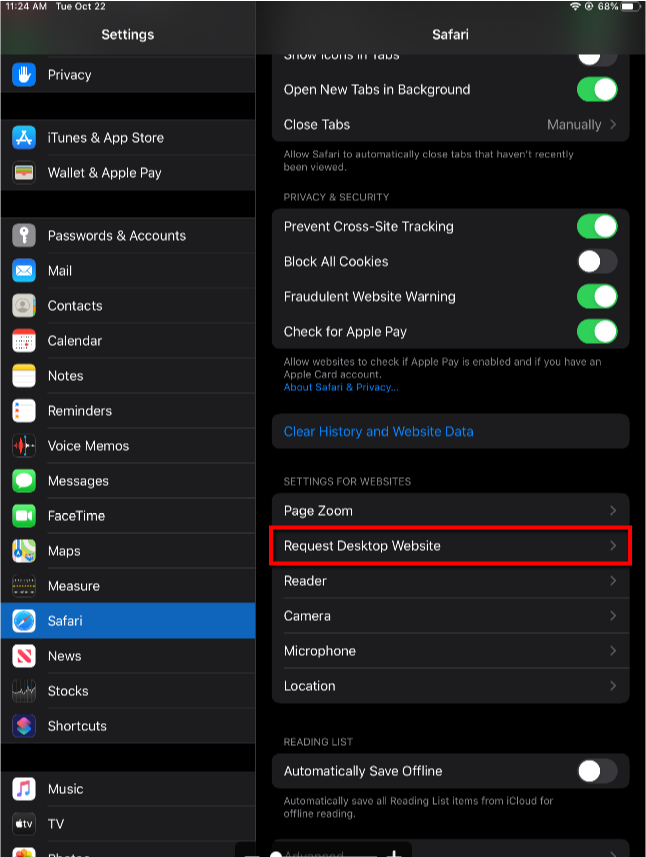 11:24 AM Tue Oct 22
68%
Settings
Privacy
iTunes & App Store
Wallet & Apple Pay
Passwords & Accounts
Mail
Contacts
Calendar
Notes
Reminders
Voice Memos
Messages
FaceTime
Maps
Measure
Safari
News
Stocks
Shortcuts
Music
tv
TV
Photos
Safari
Show Icons in Tabs
Open New Tabs in Background
Close Tabs
Manually
Allow Safari to automatically close tabs that haven't recently
been viewed.
PRIVACY & SECURITY
Prevent Cross-Site Tracking
Block All Cookies
Fraudulent Website Warning
Check for Apple Pay
Allow websites to check if Apple Pay is enabled and if you have an
Apple Card account.
About Safari & Privacy...
Clear History and Website Data
SETTINGS FOR WEBSITES
Page Zoom
Request Desktop Website
Reader
Camera
Microphone
Location
READING LIST
Automatically Save Offline
Automatically save all Reading List items from iCloud for
offline reading.
Advanced